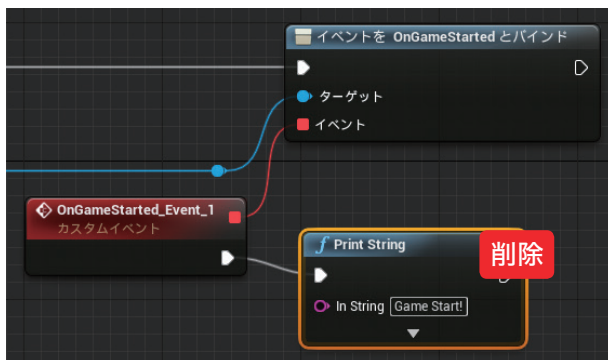 イベントを OnGameStarted とバインド
ターゲット
イベント
OnGameStarted_Event_1
カスタムイベント
f Print String
削除
In String Game Start!